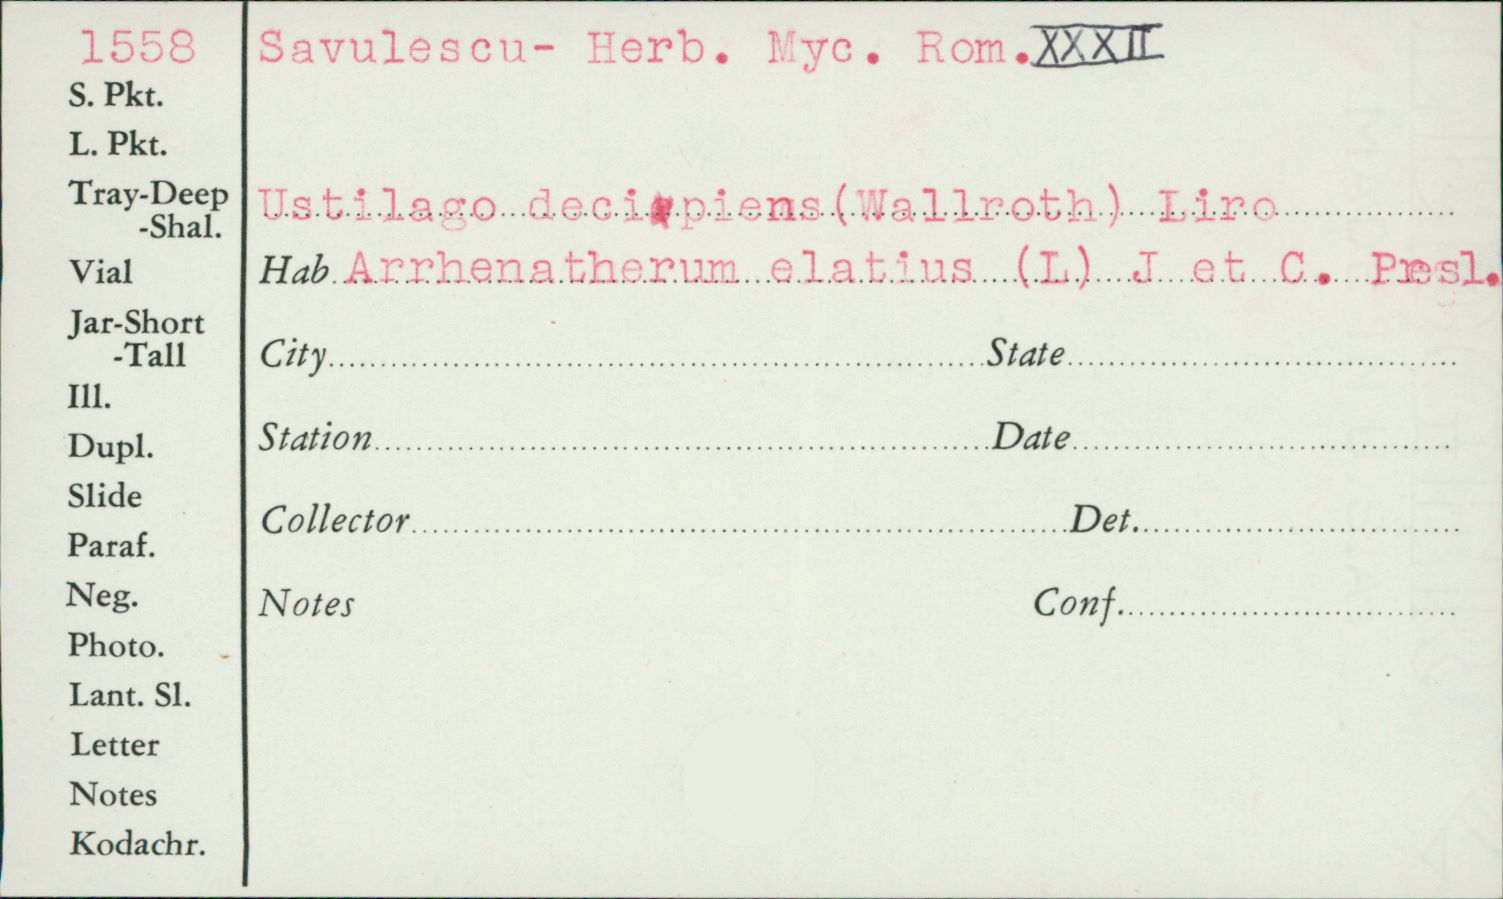 1558
Savulescu- Herb. Myc. Rom. XXXII
S. Pkt.
L. Pkt.
Tray-Deep
-Shal.
Vial
Jar-Short
-Tall
Ill.
Dupl.
Slide
Paraf.
Neg.
Photo.
Lant. Sl.
Letter
Notes
Kodachr.
Ustilago decipiens(Wallroth) Liro
Hab Arrhenatherum elatius (L) J et C. Presl.
City State
Station Date
Collector Det.
Notes Conf.